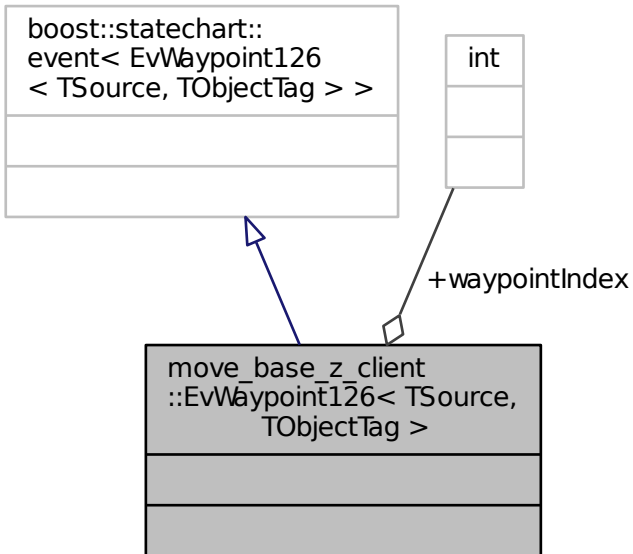 boost::statechart::
event< EvWaypoint126
< TSource, TObjectTag > >
int
+waypointIndex
move_base_z_client
::EvWaypoint126< TSource,
TObjectTag >